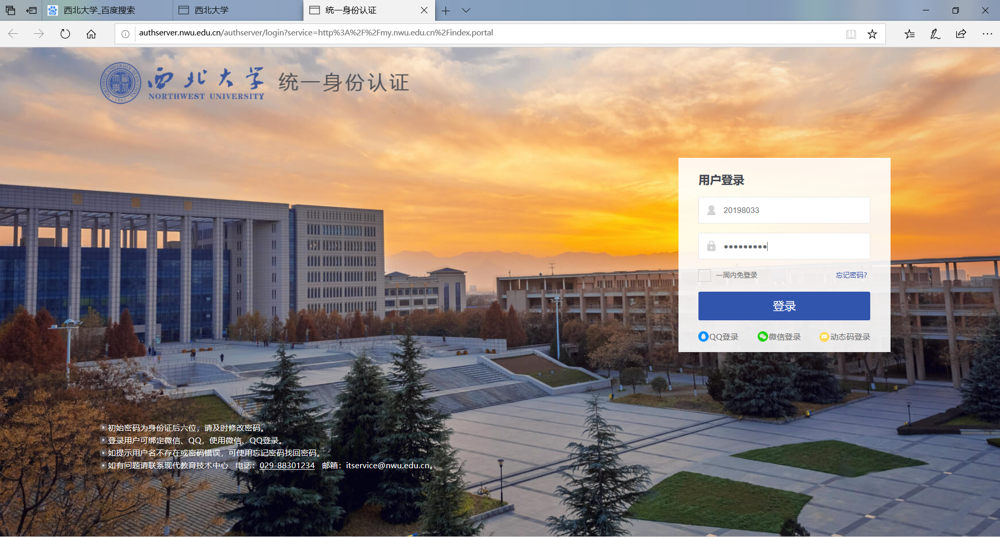 西北大学_百度搜索
西北大学
统一身份认证
authserver.nwu.edu.cn/authserver/login?service=http%3A%2F%2Fmy.nwu.edu.cn%2Findex.portal
西北大学
NORTHWEST UNIVERSITY
统一身份认证
用户登录
20198033
•••••••••
一周内免登录 忘记密码?
登录
QQ登录 微信登录 动态码登录
初始密码为身份证后六位，请及时修改密码。
登录用户可绑定微信、QQ，使用微信、QQ登录。
如提示用户名不存在或密码错误，可使用忘记密码找回密码。
如有问题请联系现代教育技术中心 电话：029-88301234 邮箱：itservice@nwu.edu.cn。